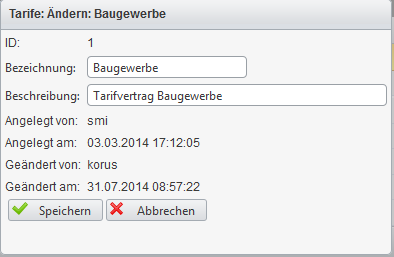 Tarife: Ändern: Baugewerbe
ID: 1
Bezeichnung: Baugewerbe
Beschreibung: Tarifvertrag Baugewerbe
Angelegt von: smi
Angelegt am: 03.03.2014 17:12:05
Geändert von: korus
Geändert am: 31.07.2014 08:57:22
Speichern Abbrechen